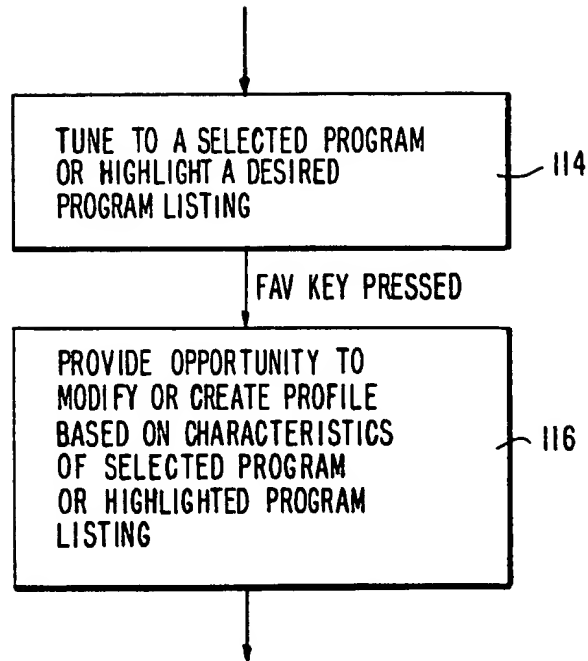 TUNE TO A SELECTED PROGRAM
OR HIGHLIGHT A DESIRED
PROGRAM LISTING
114
FAV KEY PRESSED
PROVIDE OPPORTUNITY TO
MODIFY OR CREATE PROFILE
BASED ON CHARACTERISTICS
OF SELECTED PROGRAM
OR HIGHLIGHTED PROGRAM
LISTING
116